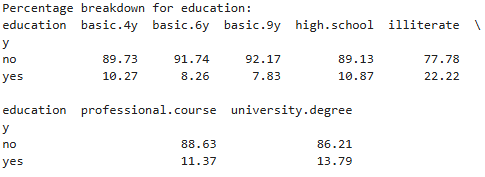 Percentage breakdown for education:
education  basic.4y  basic.6y  basic.9y  high.school  illiterate  \
y
no            89.73     91.74     92.17        89.13       77.78
yes           10.27      8.26      7.83        10.87       22.22

education  professional.course  university.degree
y
no                       88.63              86.21
yes                      11.37              13.79